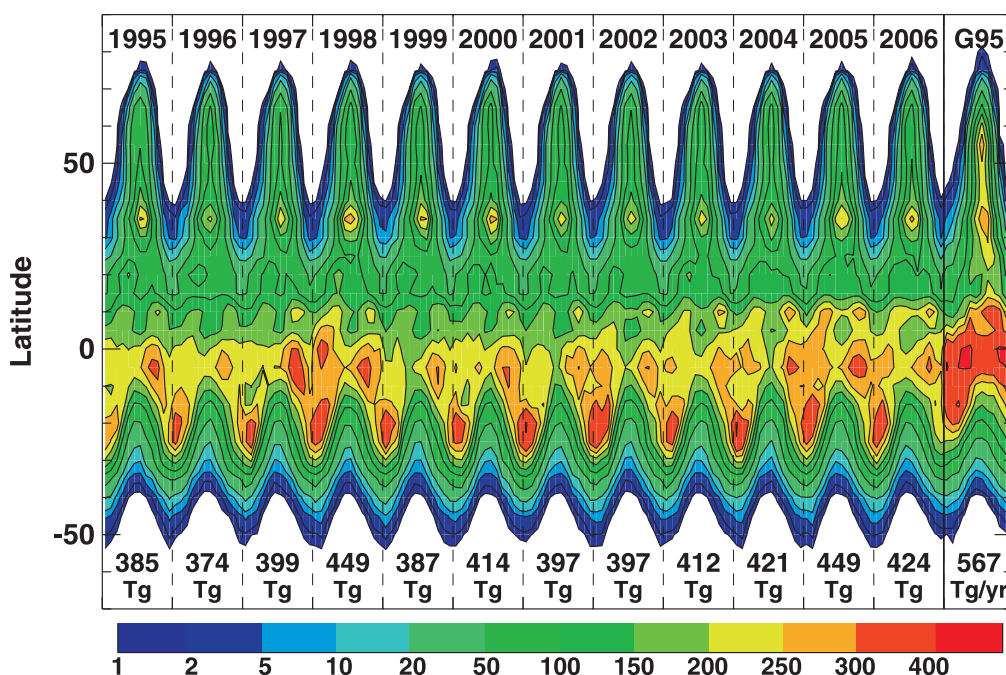 1995 1996 1997 1998 1999 2000 2001 2002 2003 2004 2005 2006 G95
50
Latitude
0
-50
385 374 399 449 387 414 397 397 412 421 449 424 567
Tg Tg Tg Tg Tg Tg Tg Tg Tg Tg Tg Tg Tg/yr
1 2 5 10 20 50 100 150 200 250 300 400